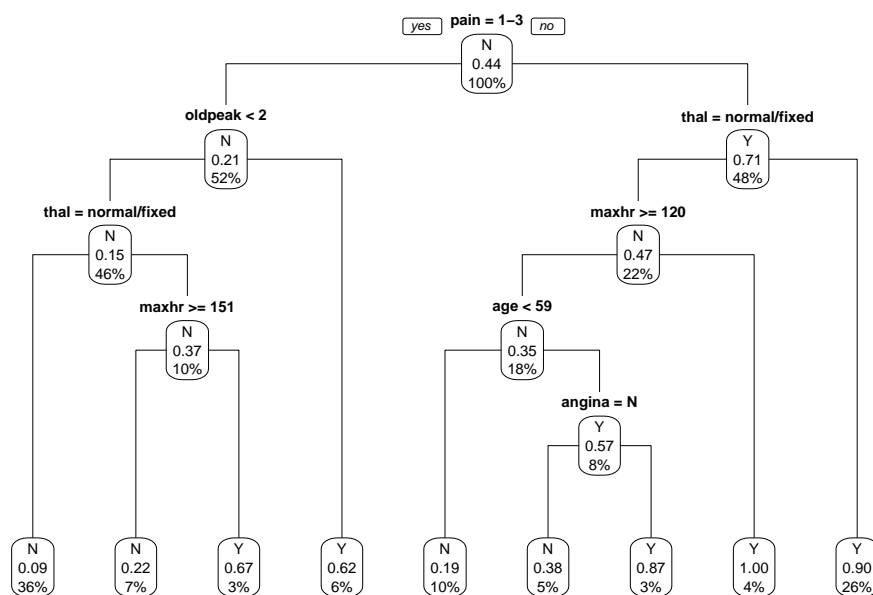 pain = 1−3
yes
no
N
0.44
100%
oldpeak < 2
thal = normal/fixed
N
0.21
52%
Y
0.71
48%
thal = normal/fixed
maxhr >= 120
N
0.15
46%
N
0.47
22%
maxhr >= 151
age < 59
N
0.37
10%
N
0.35
18%
angina = N
Y
0.57
8%
N
0.09
36%
N
0.22
7%
Y
0.67
3%
Y
0.62
6%
N
0.19
10%
N
0.38
5%
Y
0.87
3%
Y
1.00
4%
Y
0.90
26%